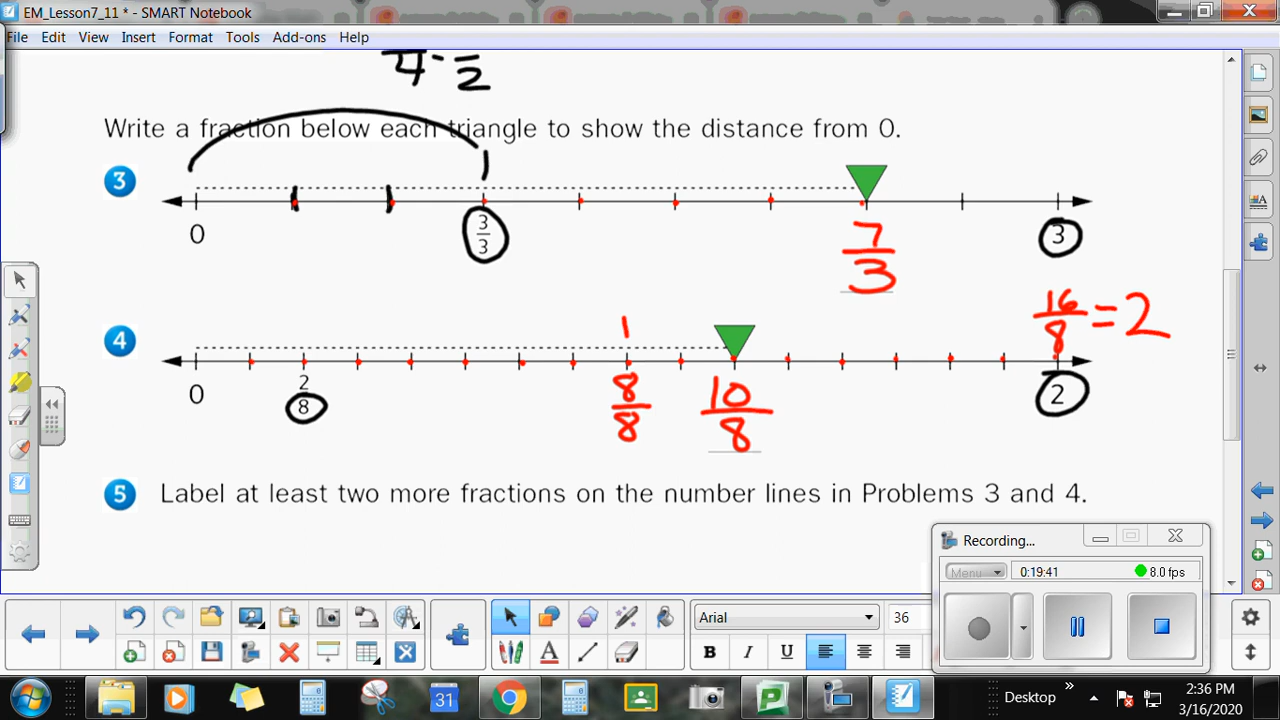 EM_Lesson7_11 * - SMART Notebook
File Edit View Insert Format Tools Add-ons Help
4 = 2
Write a fraction below each triangle to show the distance from 0.
3
0 3/3 7/3 3
16/8 = 2
4
1
0 2/8 8/8 10/8 2
5 Label at least two more fractions on the number lines in Problems 3 and 4.
Recording...
Menu 0:19:41 8.0 fps
Arial 36
B I U
31
Desktop » 2:36 PM
3/16/2020